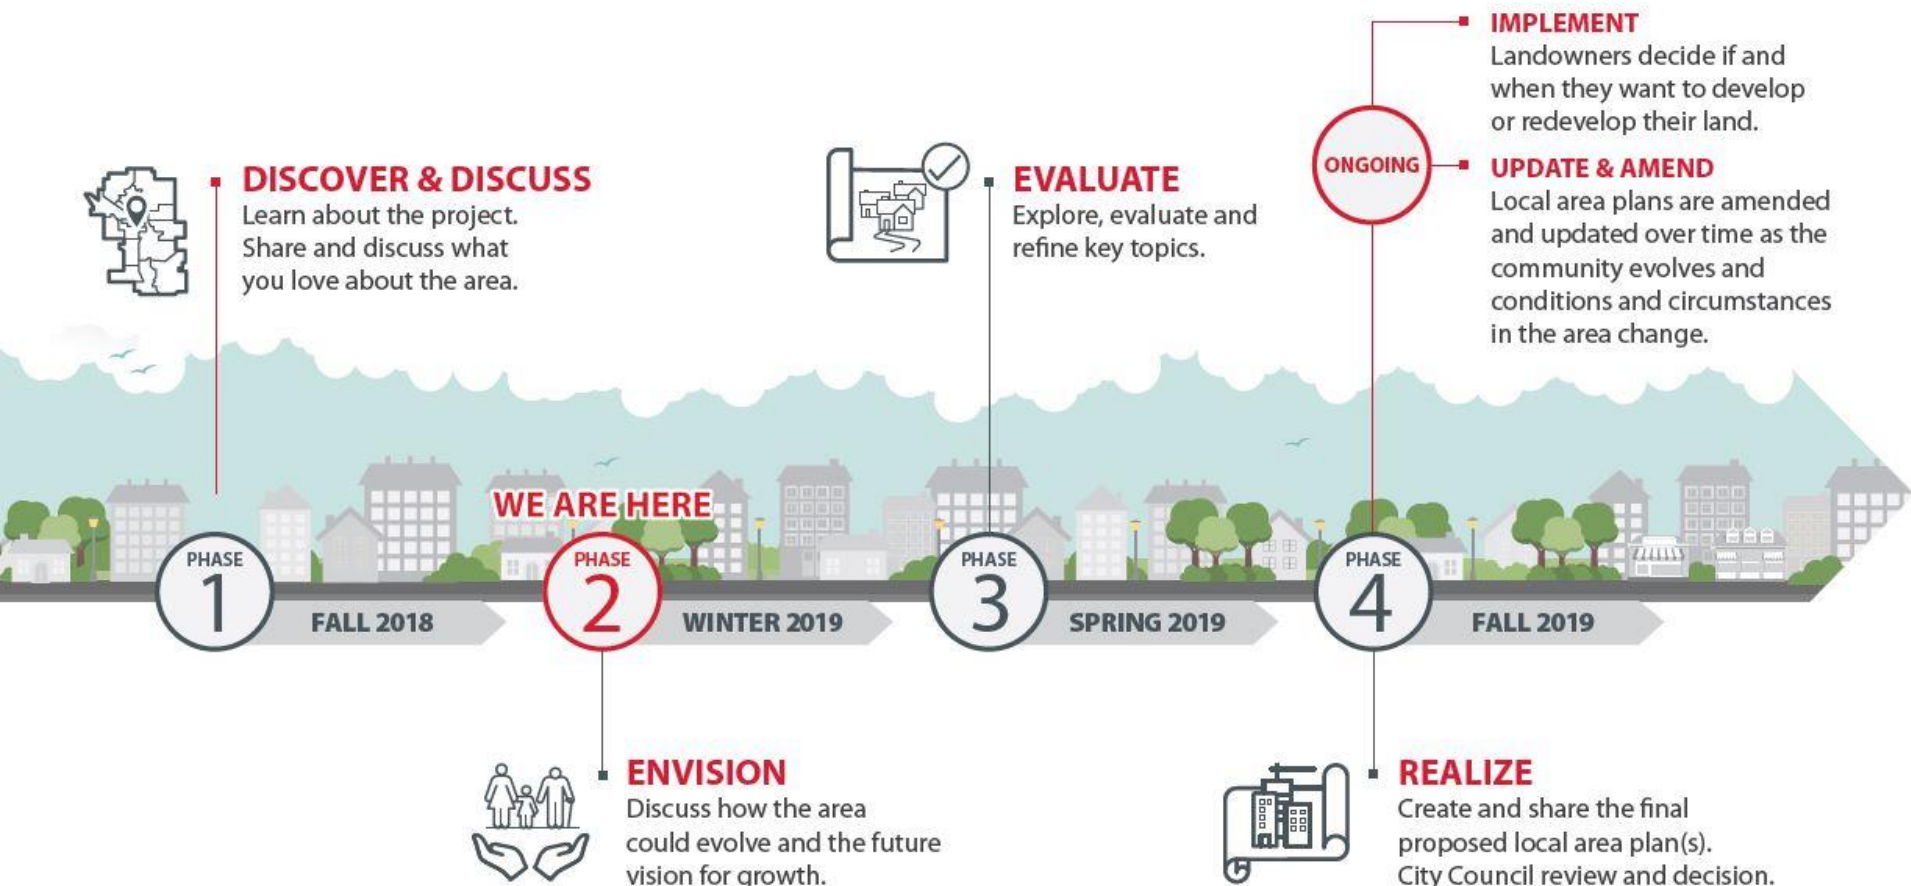 IMPLEMENT
Landowners decide if and
when they want to develop
or redevelop their land.
ONGOING
UPDATE & AMEND
Local area plans are amended
and updated over time as the
community evolves and
conditions and circumstances
in the area change.
DISCOVER & DISCUSS
Learn about the project.
Share and discuss what
you love about the area.
EVALUATE
Explore, evaluate and
refine key topics.
WE ARE HERE
PHASE
1
FALL 2018
PHASE
2
WINTER 2019
PHASE
3
SPRING 2019
PHASE
4
FALL 2019
ENVISION
Discuss how the area
could evolve and the future
vision for growth.
REALIZE
Create and share the final
proposed local area plan(s).
City Council review and decision.